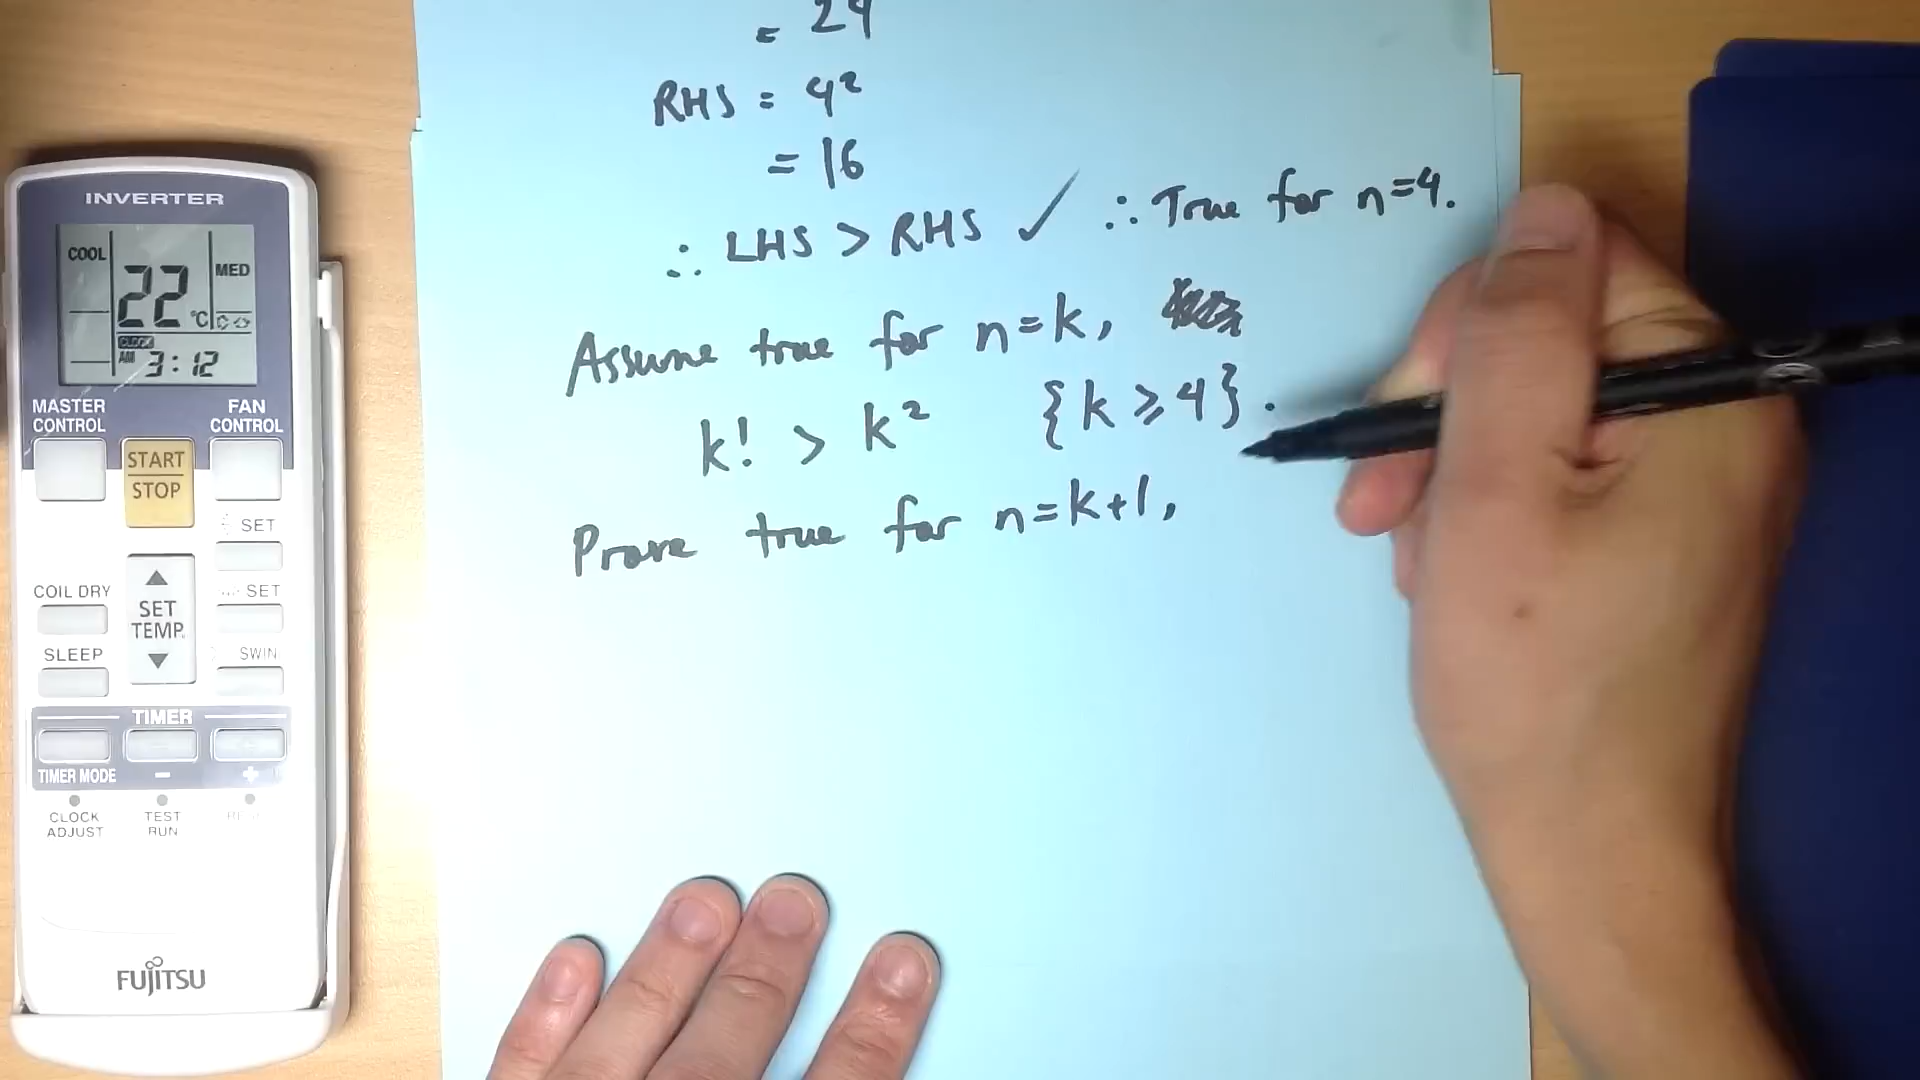 = 24
RHS = 4²
= 16
∴ LHS > RHS ✓ ∴ True for n=4.
Assume true for n=k,
k! > k² {k ≥ 4}.
Prove true for n=k+1,
INVERTER
COOL
22 °C
MED
CLOCK
AM 3:12
MASTER CONTROL
FAN CONTROL
START
STOP
SET
COIL DRY
SET
SET TEMP.
SLEEP
SWIN
TIMER
TIMER MODE
-
+
CLOCK ADJUST
TEST RUN
FUJITSU